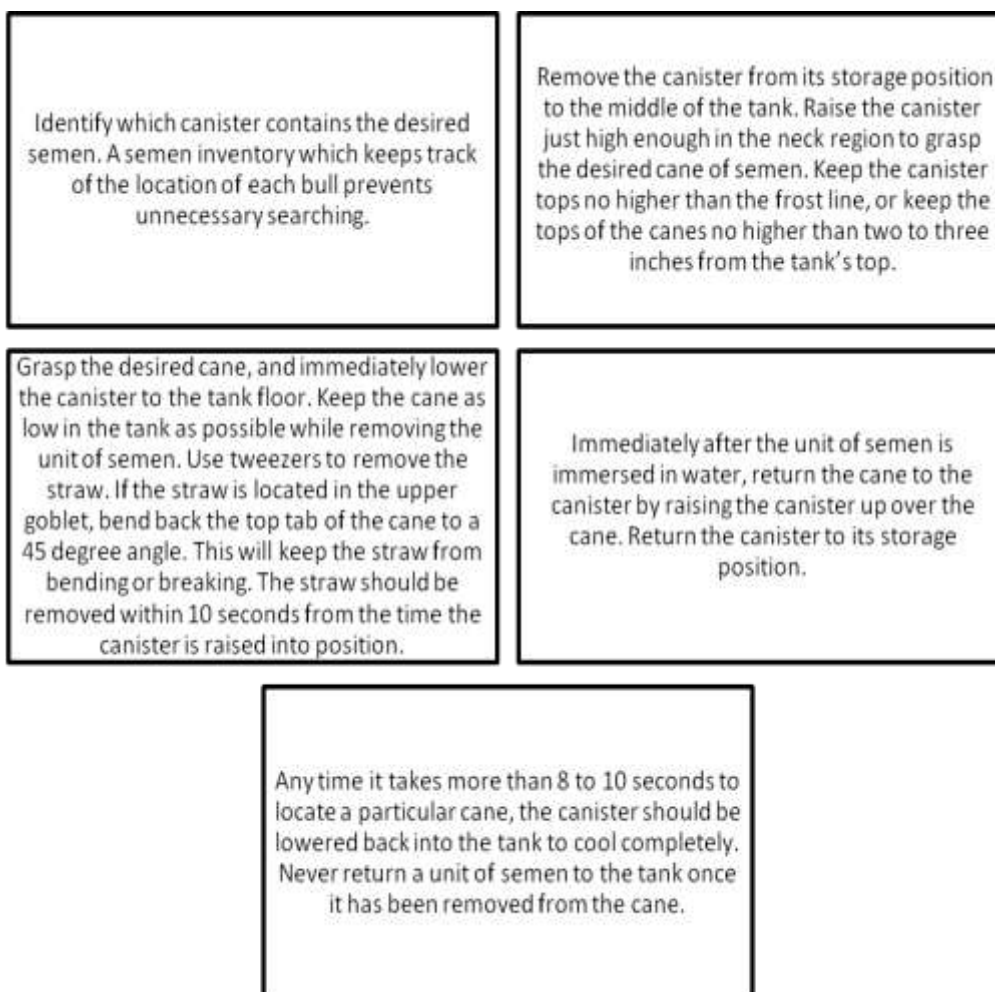 Identify which canister contains the desired
semen. A semen inventory which keeps track
of the location of each bull prevents
unnecessary searching.
Remove the canister from its storage position
to the middle of the tank. Raise the canister
just high enough in the neck region to grasp
the desired cane of semen. Keep the canister
tops no higher than the frost line, or keep the
tops of the canes no higher than two to three
inches from the tank's top.
Grasp the desired cane, and immediately lower
the canister to the tank floor. Keep the cane as
low in the tank as possible while removing the
unit of semen. Use tweezers to remove the
straw. If the straw is located in the upper
goblet, bend back the top tab of the cane to a
45 degree angle. This will keep the straw from
bending or breaking. The straw should be
removed within 10 seconds from the time the
canister is raised into position.
Immediately after the unit of semen is
immersed in water, return the cane to the
canister by raising the canister up over the
cane. Return the canister to its storage
position.
Any time it takes more than 8 to 10 seconds to
locate a particular cane, the canister should be
lowered back into the tank to cool completely.
Never return a unit of semen to the tank once
it has been removed from the cane.